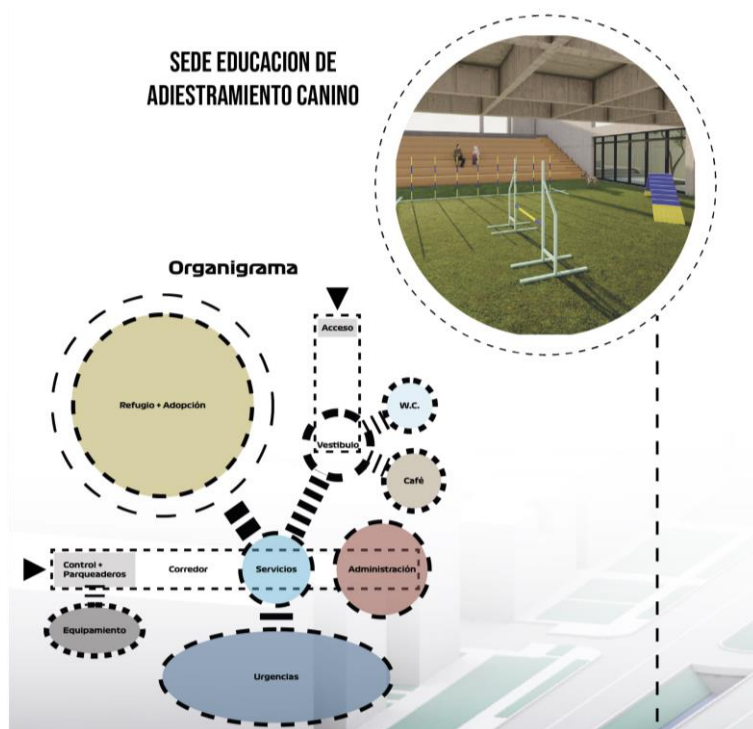 SEDE EDUCACION DE
ADIESTRAMIENTO CANINO
Organigrama
Acceso
Refugio + Adopción
W.C.
Vestíbulo
Café
Control +
Parqueaderos
Corredor
Servicios
Administración
Equipamiento
Urgencias